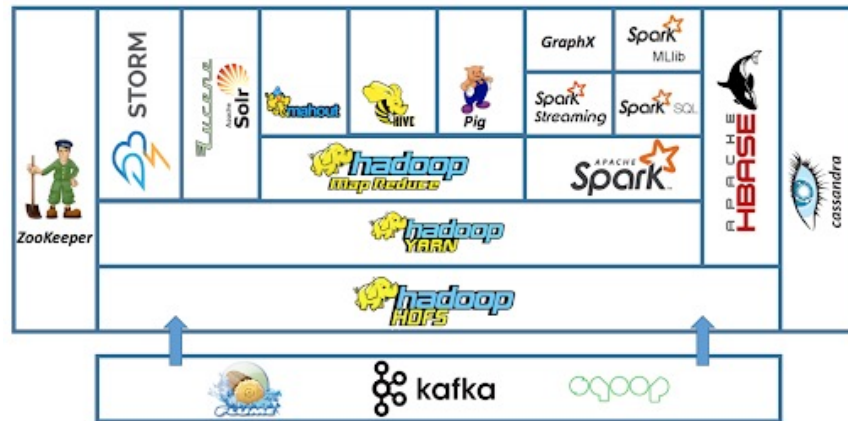 STORM
Lucene
Apache
Solr
mahout
HIVE
Pig
GraphX
Spark
MLlib
Spark
Streaming
Spark SQL
APACHE
HBASE
cassandra
ZooKeeper
hadoop
Map Reduce
APACHE
Spark
hadoop
YARN
hadoop
HDFS
FLUME
kafka
sqoop